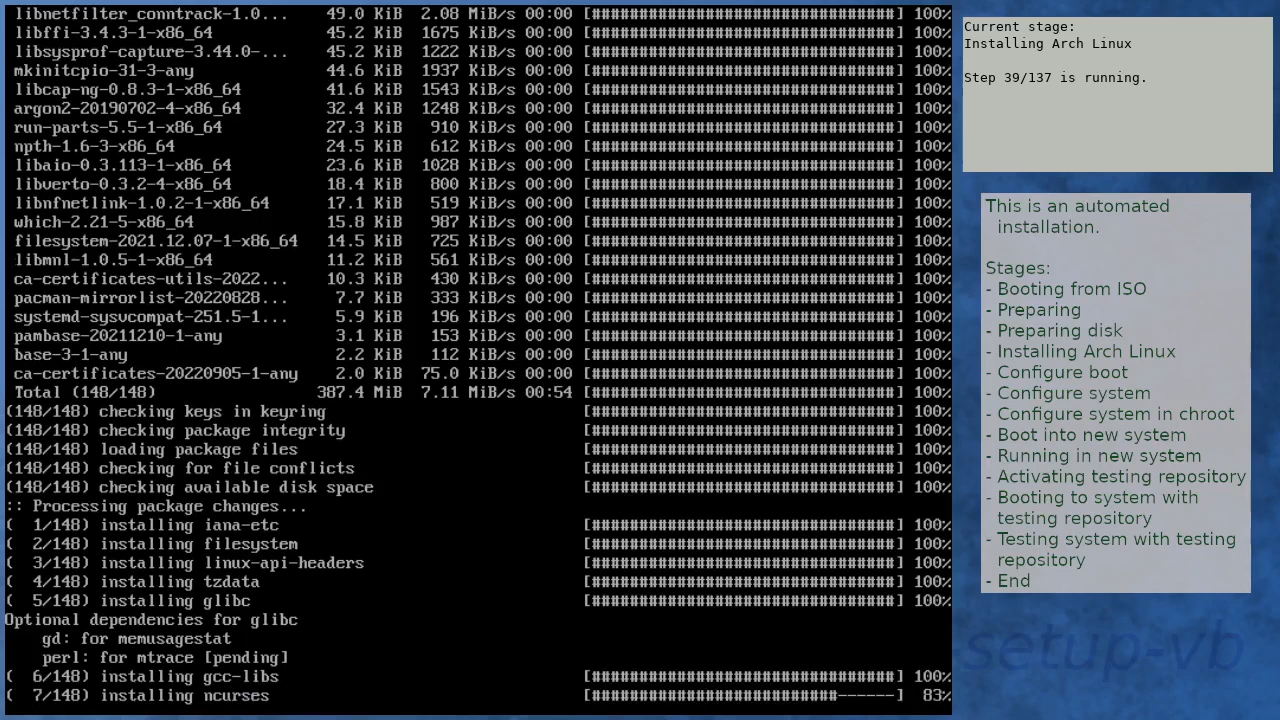 libnetfilter_conntrack-1.0... 49.0 KiB 2.08 MiB/s 00:00 [################################] 100%
libffi-3.4.3-1-x86_64 45.2 KiB 1675 KiB/s 00:00 [################################] 100%
libsysprof-capture-3.44.0-... 45.2 KiB 1222 KiB/s 00:00 [################################] 100%
mkinitcpio-31-3-any 44.6 KiB 1937 KiB/s 00:00 [################################] 100%
libcap-ng-0.8.3-1-x86_64 41.6 KiB 1543 KiB/s 00:00 [################################] 100%
argon2-20190702-4-x86_64 32.4 KiB 1248 KiB/s 00:00 [################################] 100%
run-parts-5.5-1-x86_64 27.3 KiB 910 KiB/s 00:00 [################################] 100%
npth-1.6-3-x86_64 24.5 KiB 612 KiB/s 00:00 [################################] 100%
libaio-0.3.113-1-x86_64 23.6 KiB 1028 KiB/s 00:00 [################################] 100%
libverto-0.3.2-4-x86_64 18.4 KiB 800 KiB/s 00:00 [################################] 100%
libnfnetlink-1.0.2-1-x86_64 17.1 KiB 519 KiB/s 00:00 [################################] 100%
which-2.21-5-x86_64 15.8 KiB 987 KiB/s 00:00 [################################] 100%
filesystem-2021.12.07-1-x86_64 14.5 KiB 725 KiB/s 00:00 [################################] 100%
libmnl-1.0.5-1-x86_64 11.2 KiB 561 KiB/s 00:00 [################################] 100%
ca-certificates-utils-2022... 10.3 KiB 430 KiB/s 00:00 [################################] 100%
pacman-mirrorlist-20220828... 7.7 KiB 333 KiB/s 00:00 [################################] 100%
systemd-sysvcompat-251.5-1... 5.9 KiB 196 KiB/s 00:00 [################################] 100%
pambase-20211210-1-any 3.1 KiB 153 KiB/s 00:00 [################################] 100%
base-3-1-any 2.2 KiB 112 KiB/s 00:00 [################################] 100%
ca-certificates-20220905-1-any 2.0 KiB 75.0 KiB/s 00:00 [################################] 100%
Total (148/148) 387.4 MiB 7.11 MiB/s 00:54 [################################] 100%
(148/148) checking keys in keyring [################################] 100%
(148/148) checking package integrity [################################] 100%
(148/148) loading package files [################################] 100%
(148/148) checking for file conflicts [################################] 100%
(148/148) checking available disk space [################################] 100%
:: Processing package changes...
( 1/148) installing iana-etc [################################] 100%
( 2/148) installing filesystem [################################] 100%
( 3/148) installing linux-api-headers [################################] 100%
( 4/148) installing tzdata [################################] 100%
( 5/148) installing glibc [################################] 100%
Optional dependencies for glibc
gd: for memusagestat
perl: for mtrace [pending]
( 6/148) installing gcc-libs [################################] 100%
( 7/148) installing ncurses [##########################------] 83%
Current stage:
Installing Arch Linux
Step 39/137 is running.
This is an automated
installation.
Stages:
- Booting from ISO
- Preparing
- Preparing disk
- Installing Arch Linux
- Configure boot
- Configure system
- Configure system in chroot
- Boot into new system
- Running in new system
- Activating testing repository
- Booting to system with
testing repository
- Testing system with testing
repository
- End
setup-vb